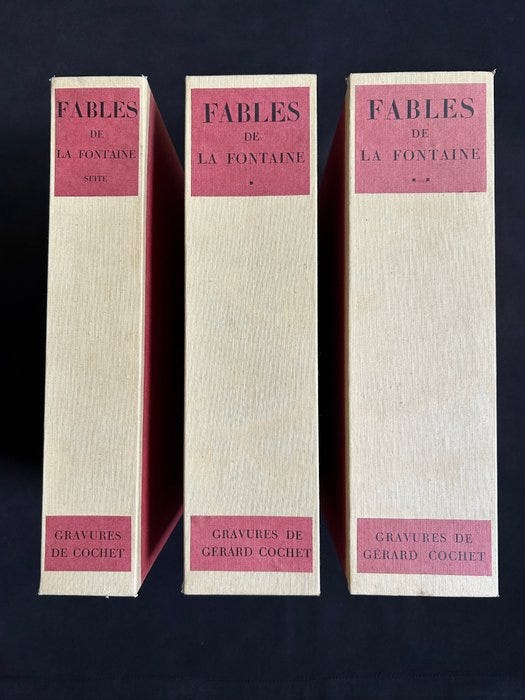 FABLES
DE
LA FONTAINE
SUITE
GRAVURES
DE COCHET
FABLES
DE
LA FONTAINE
*
GRAVURES DE
GÉRARD COCHET
FABLES
DE
LA FONTAINE
* *
GRAVURES DE
GÉRARD COCHET